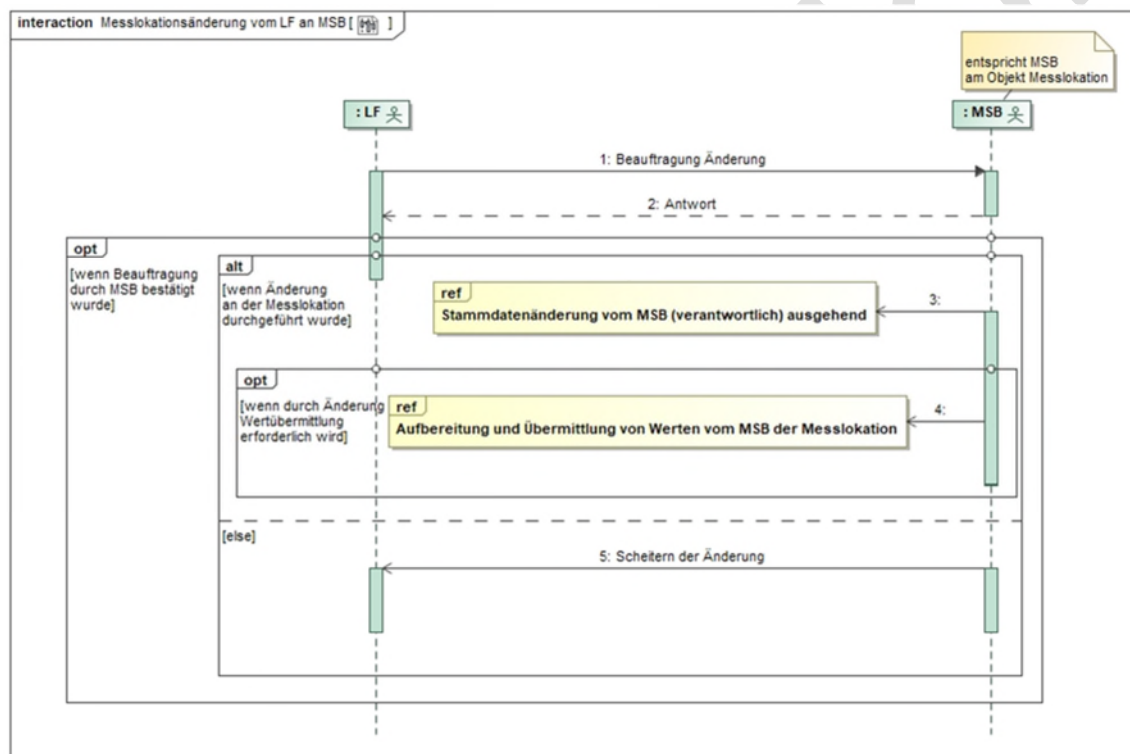 interaction Messlokationsänderung vom LF an MSB [ ]
entspricht MSB
am Objekt Messlokation
: LF
: MSB
1: Beauftragung Änderung
2: Antwort
opt
[wenn Beauftragung
durch MSB bestätigt
wurde]
alt
[wenn Änderung
an der Messlokation
durchgeführt wurde]
ref
Stammdatenänderung vom MSB (verantwortlich) ausgehend
3:
opt
[wenn durch Änderung
Wertübermittlung
erforderlich wird]
ref
Aufbereitung und Übermittlung von Werten vom MSB der Messlokation
4:
[else]
5: Scheitern der Änderung